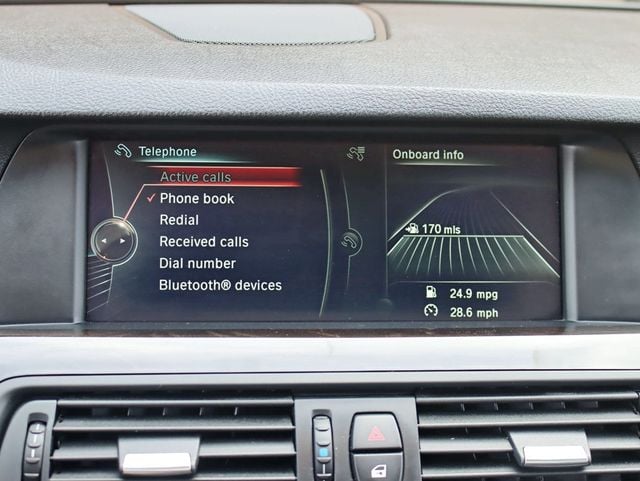 Telephone
Active calls
Phone book
Redial
Received calls
Dial number
Bluetooth® devices
Onboard info
170 mls
24.9 mpg
28.6 mph